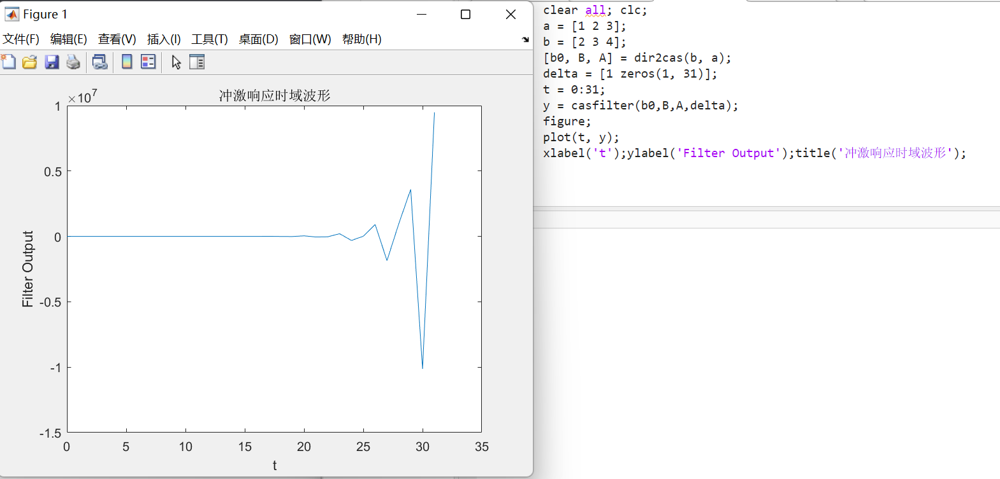 Figure 1
文件(F) 编辑(E) 查看(V) 插入(I) 工具(T) 桌面(D) 窗口(W) 帮助(H)
×10^7
冲激响应时域波形
1
0.5
0
-0.5
-1
-1.5
Filter Output
0 5 10 15 20 25 30 35
t
clear all; clc;
a = [1 2 3];
b = [2 3 4];
[b0, B, A] = dir2cas(b, a);
delta = [1 zeros(1, 31)];
t = 0:31;
y = casfilter(b0,B,A,delta);
figure;
plot(t, y);
xlabel('t');ylabel('Filter Output');title('冲激响应时域波形');